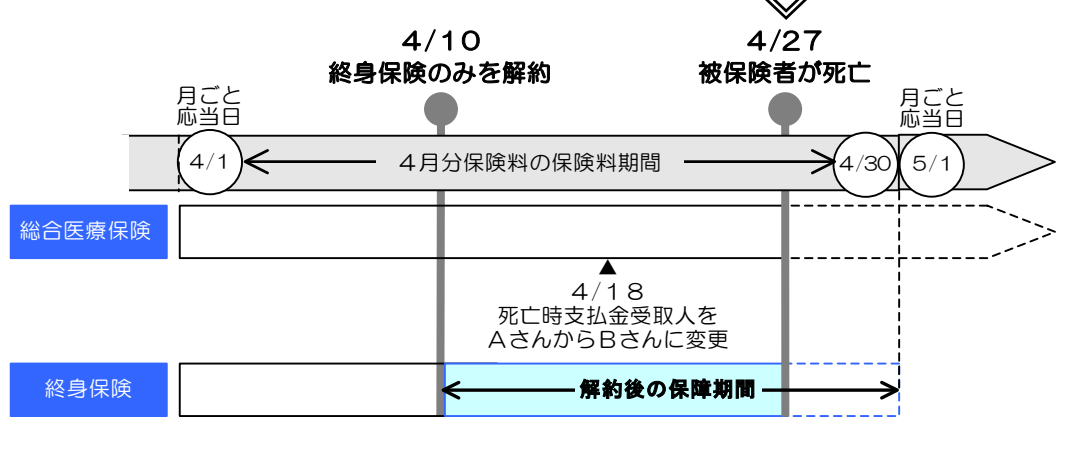 4/10
終身保険のみを解約
4/27
被保険者が死亡
月ごと
応当日
月ごと
応当日
4/1
4月分保険料の保険料期間
4/30
5/1
総合医療保険
▲
4/18
死亡時支払金受取人を
AさんからBさんに変更
終身保険
解約後の保障期間